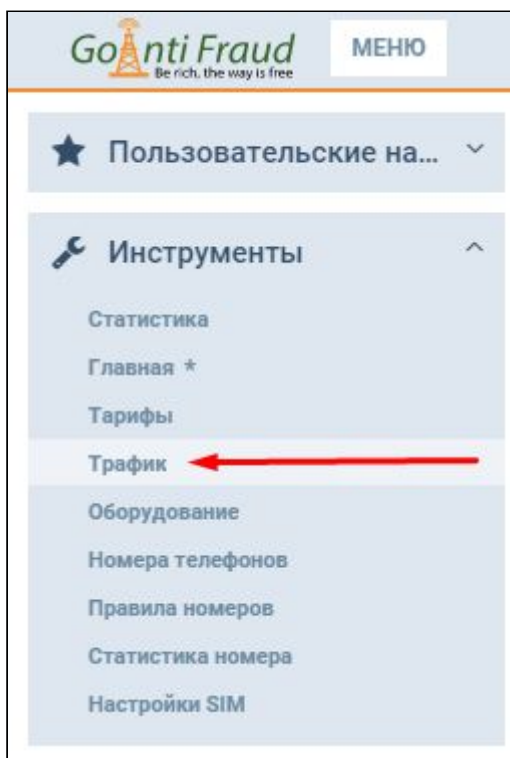 GoAnti Fraud
Be rich, the way is free
МЕНЮ
Пользовательские на...
Инструменты
Статистика
Главная *
Тарифы
Трафик
Оборудование
Номера телефонов
Правила номеров
Статистика номера
Настройки SIM